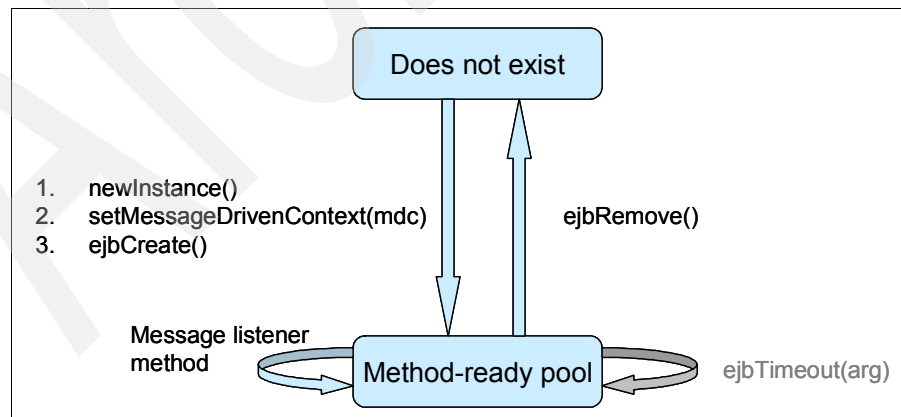 Does not exist
1. newInstance()
2. setMessageDrivenContext(mdc)
3. ejbCreate()
ejbRemove()
Message listener
method
Method-ready pool
ejbTimeout(arg)